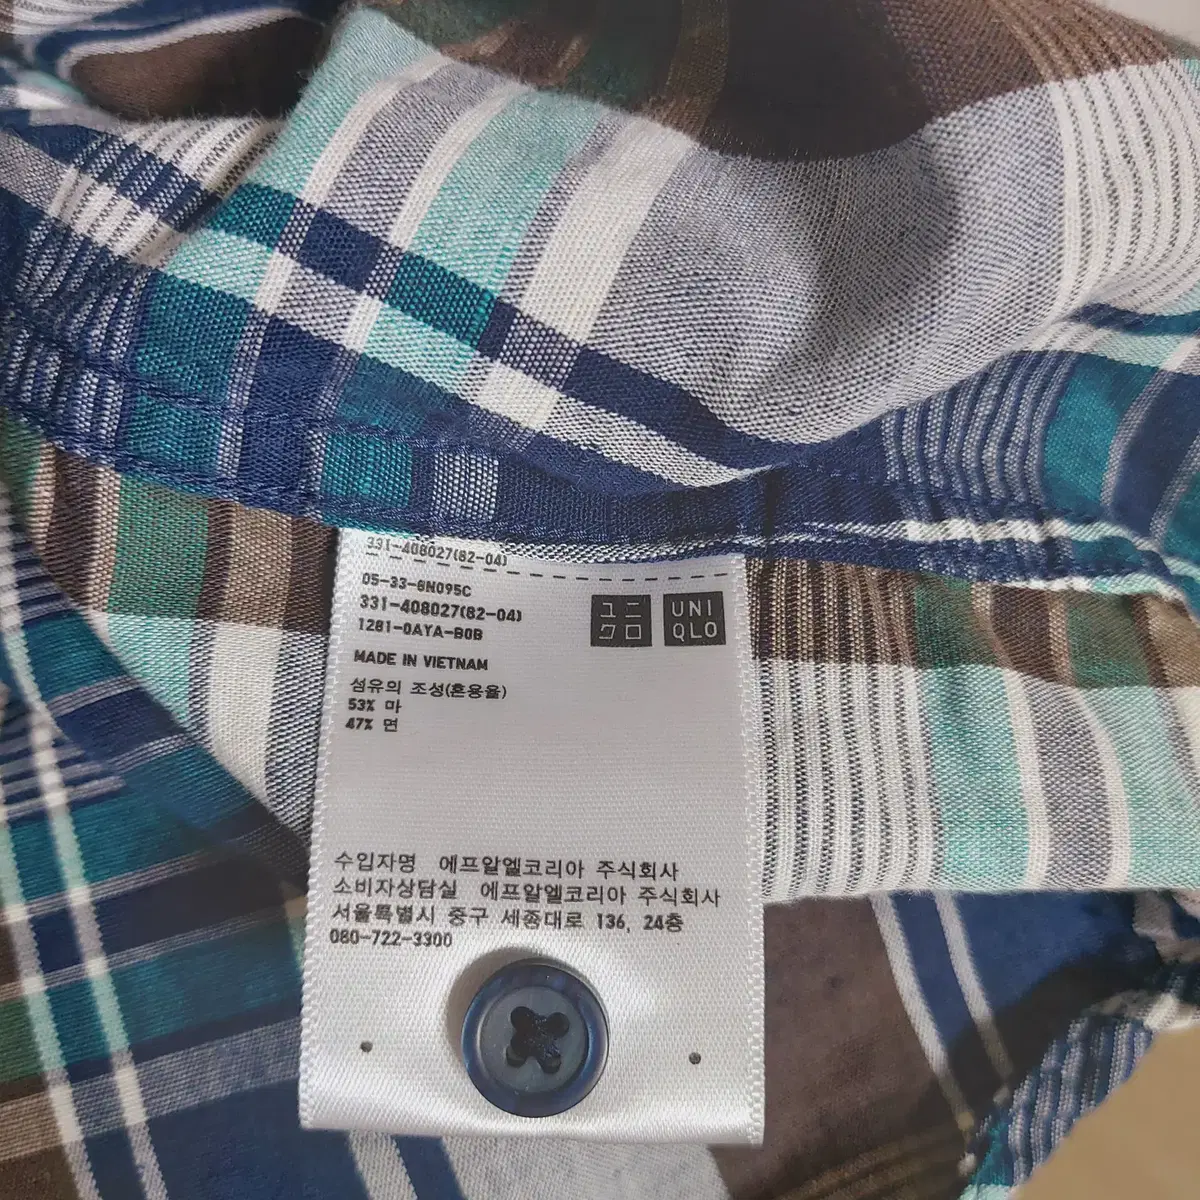 331-408027(82-04)
05-33-GN095C
331-408027(82-04)
1281-0AYA-B0B
ユニ
クロ
UNI
QLO
MADE IN VIETNAM
섬유의 조성(혼용율)
53% 마
47% 면
수입자명 에프알엘코리아 주식회사
소비자상담실 에프알엘코리아 주식회사
서울특별시 중구 세종대로 136, 24층
080-722-3300